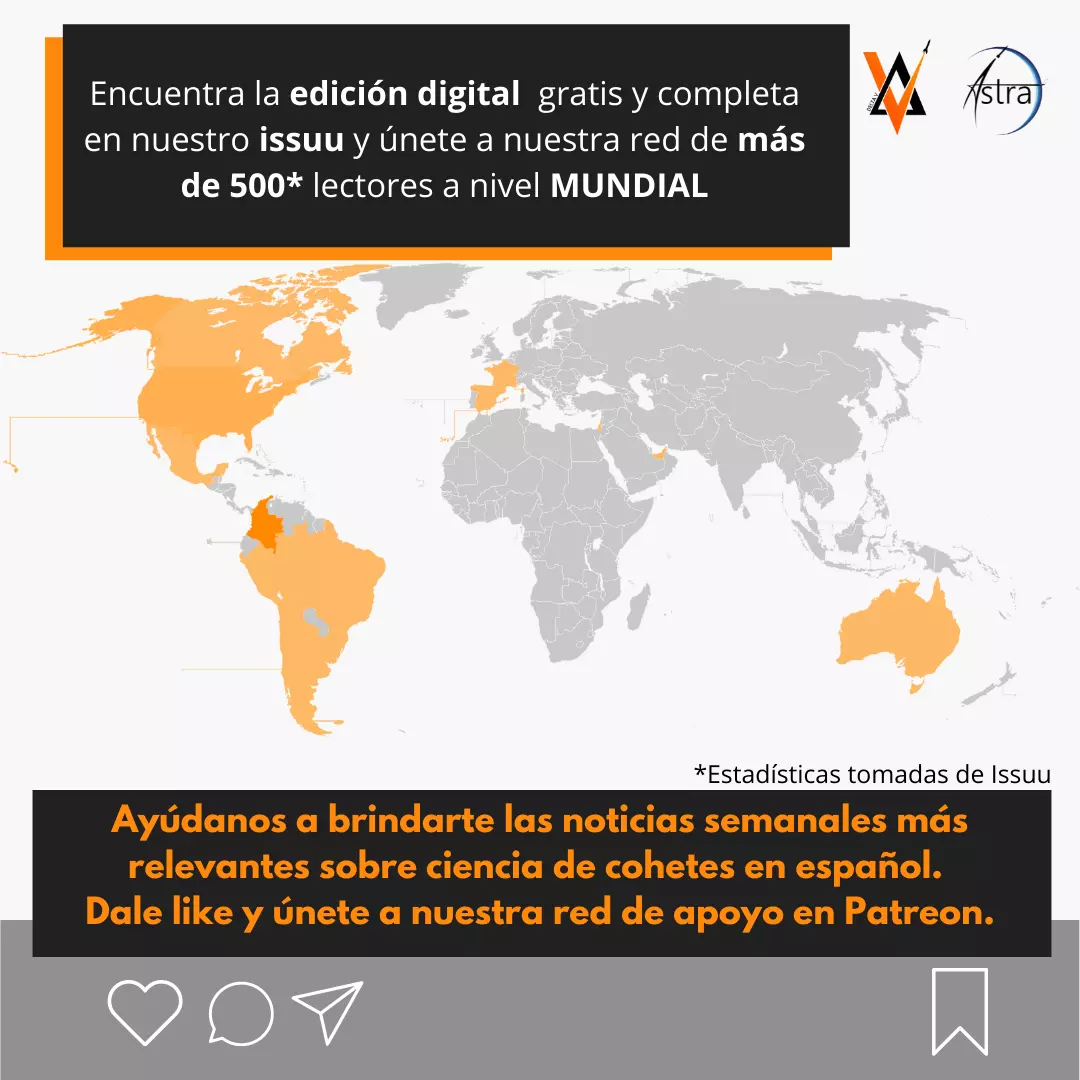 Encuentra la edición digital gratis y completa
en nuestro issuu y únete a nuestra red de más
de 500* lectores a nivel MUNDIAL
Astra
*Estadísticas tomadas de Issuu
Ayúdanos a brindarte las noticias semanales más
relevantes sobre ciencia de cohetes en español.
Dale like y únete a nuestra red de apoyo en Patreon.